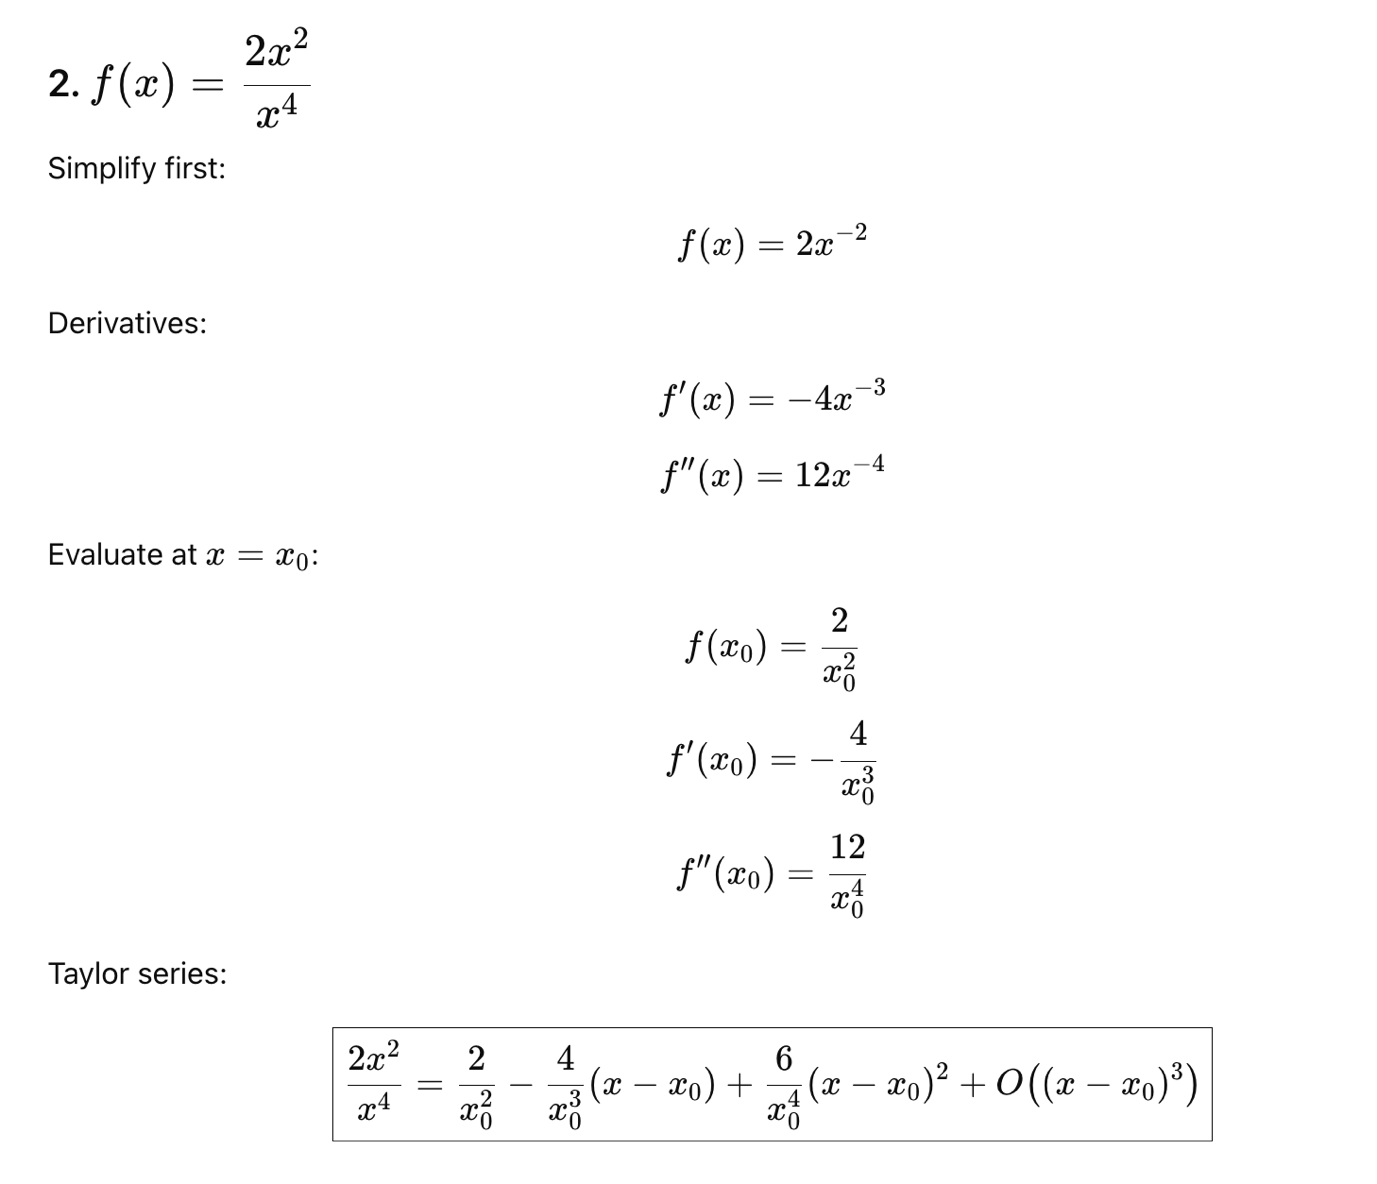 2. f(x) = 2x² / x⁴
Simplify first:
f(x) = 2x⁻²
Derivatives:
f′(x) = −4x⁻³
f″(x) = 12x⁻⁴
Evaluate at x = x₀:
f(x₀) = 2 / x₀²
f′(x₀) = − 4 / x₀³
f″(x₀) = 12 / x₀⁴
Taylor series:
2x² / x⁴ = 2 / x₀² − 4 / x₀³ (x − x₀) + 6 / x₀⁴ (x − x₀)² + O((x − x₀)³)